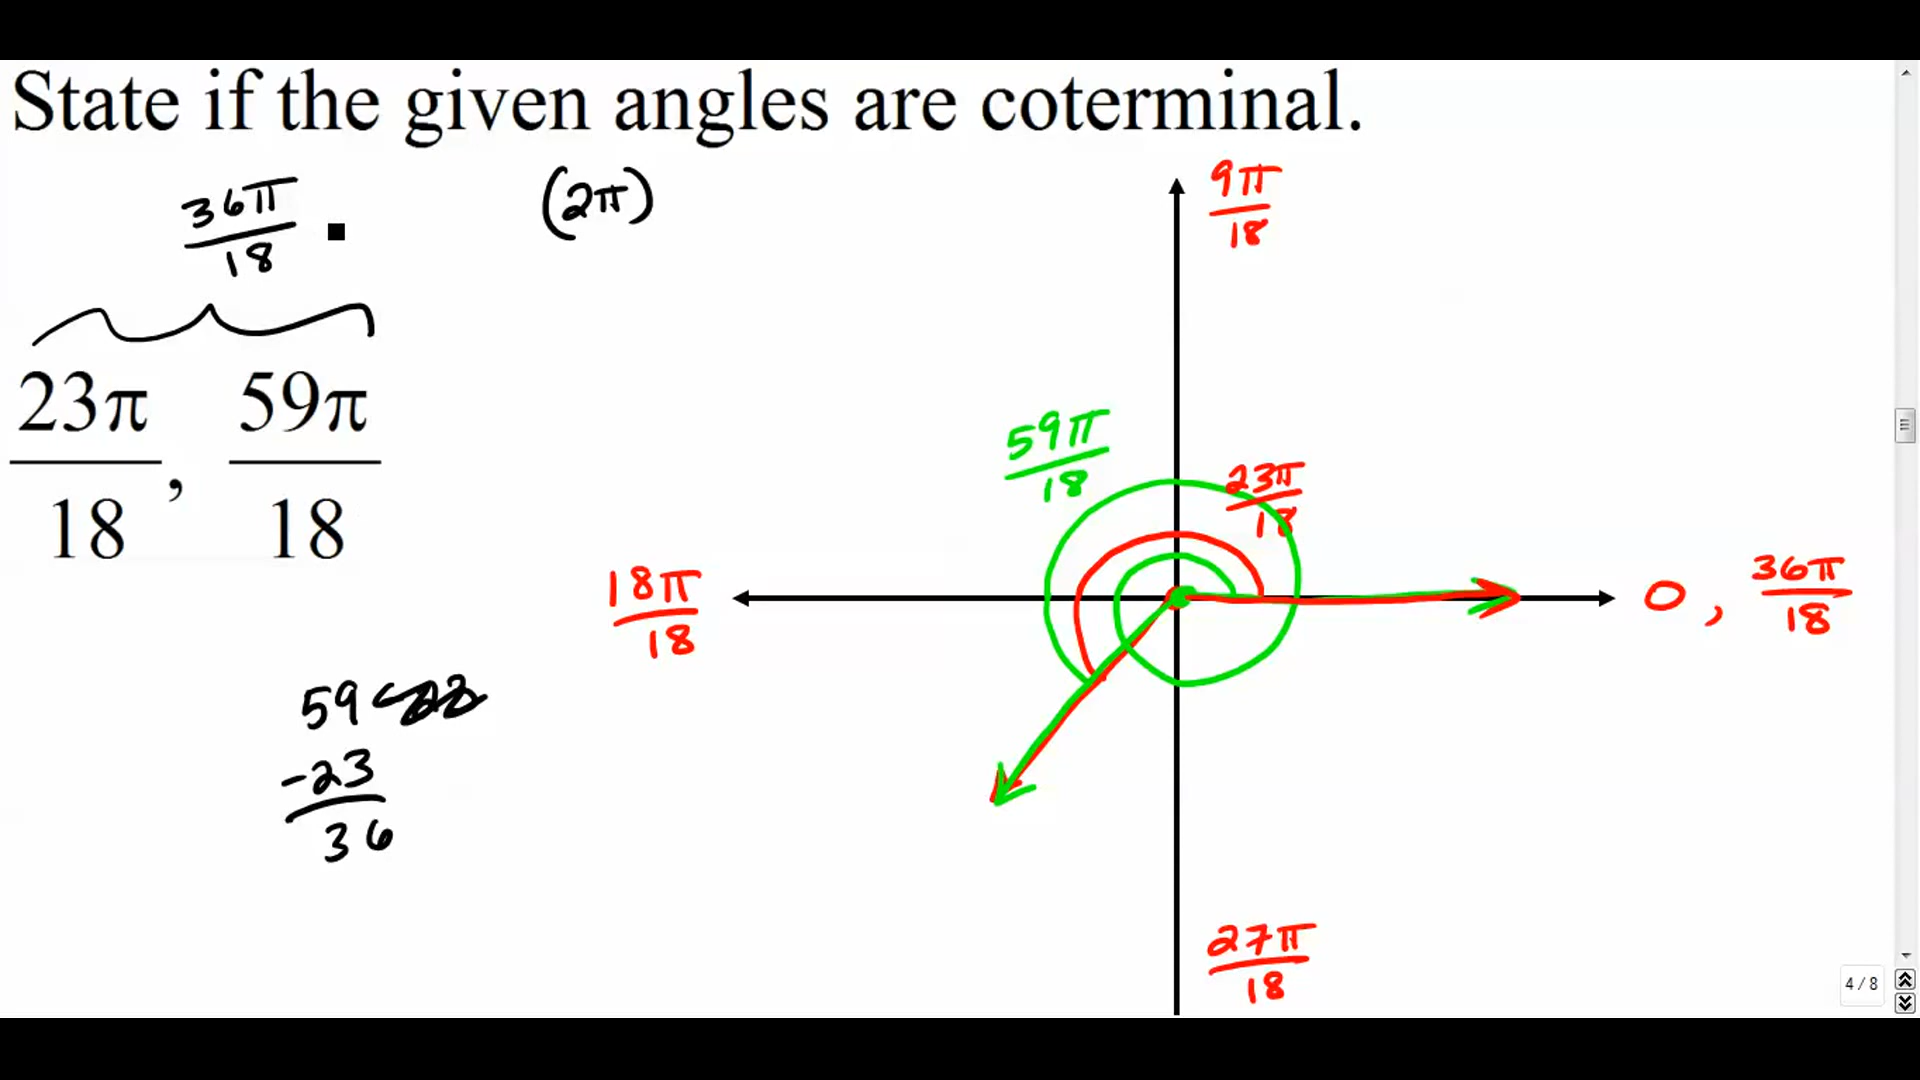 State if the given angles are coterminal.
36π/18
(2π)
23π/18, 59π/18
59
-23
36
9π/18
59π/18
23π/18
18π/18
0, 36π/18
27π/18
4 / 8